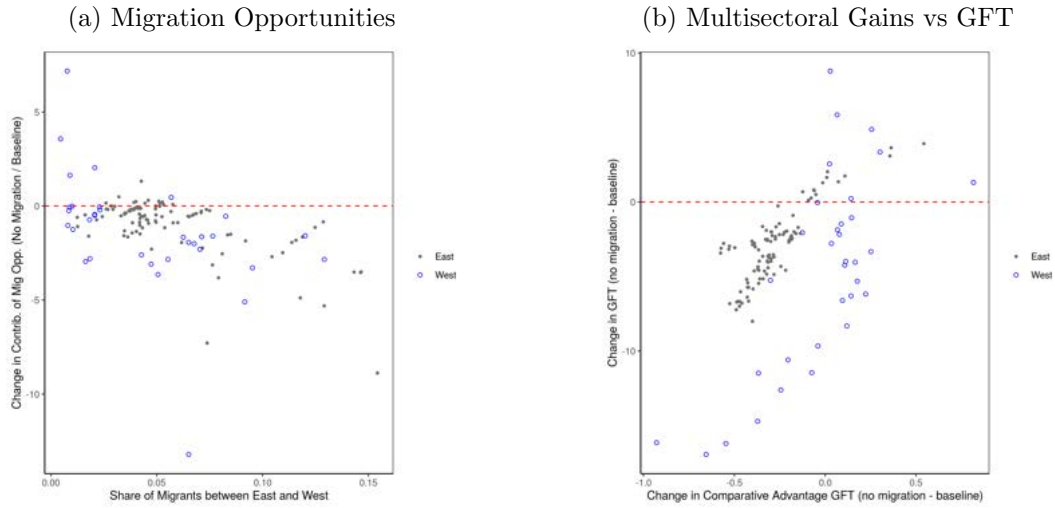 (a) Migration Opportunities
(b) Multisectoral Gains vs GFT
Change in Contrib. of Mig Opp. (No Migration / Baseline)
5
0
-5
-10
0.00
0.05
0.10
0.15
Share of Migrants between East and West
East
West
Change in GFT (no migration - baseline)
10
0
-10
-1.0
-0.5
0.0
0.5
Change in Comparative Advantage GFT (no migration - baseline)
East
West